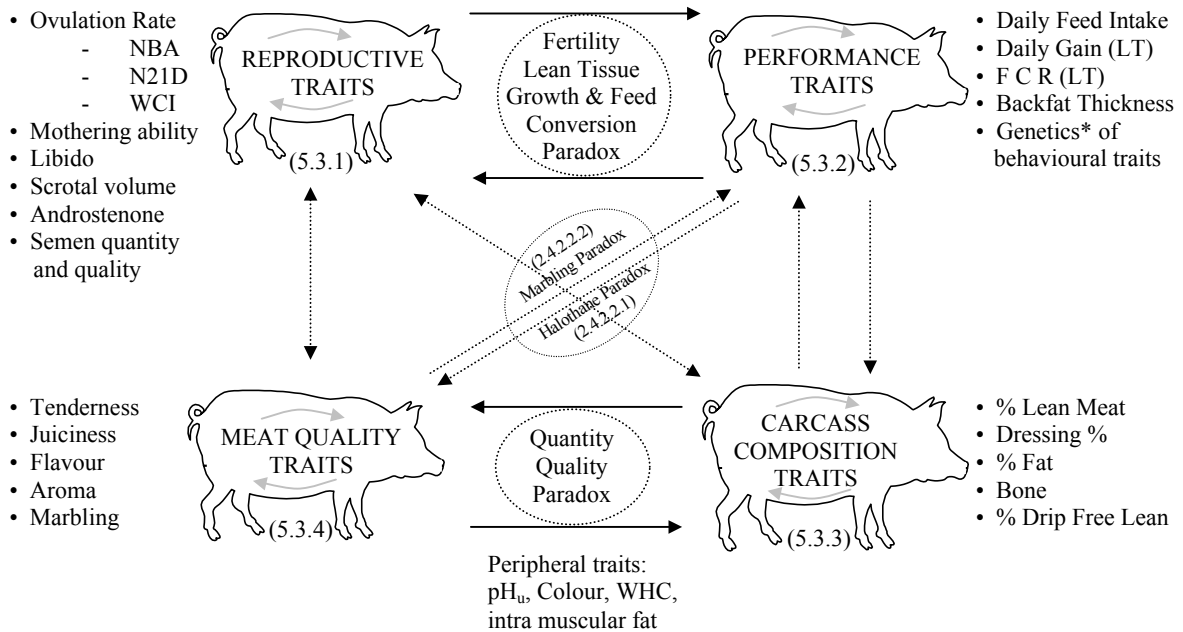 • Ovulation Rate
- NBA
- N21D
- WCI
• Mothering ability
• Libido
• Scrotal volume
• Androstenone
• Semen quantity
and quality
REPRODUCTIVE
TRAITS
(5.3.1)
Fertility
Lean Tissue
Growth & Feed
Conversion
Paradox
PERFORMANCE
TRAITS
(5.3.2)
• Daily Feed Intake
• Daily Gain (LT)
• F C R (LT)
• Backfat Thickness
• Genetics* of
behavioural traits
(2.4.2.2.2)
Marbling Paradox
Halothane Paradox
(2.4.2.2.1)
• Tenderness
• Juiciness
• Flavour
• Aroma
• Marbling
MEAT QUALITY
TRAITS
(5.3.4)
Quantity
Quality
Paradox
CARCASS
COMPOSITION
TRAITS
(5.3.3)
• % Lean Meat
• Dressing %
• % Fat
• Bone
• % Drip Free Lean
Peripheral traits:
pHu, Colour, WHC,
intra muscular fat